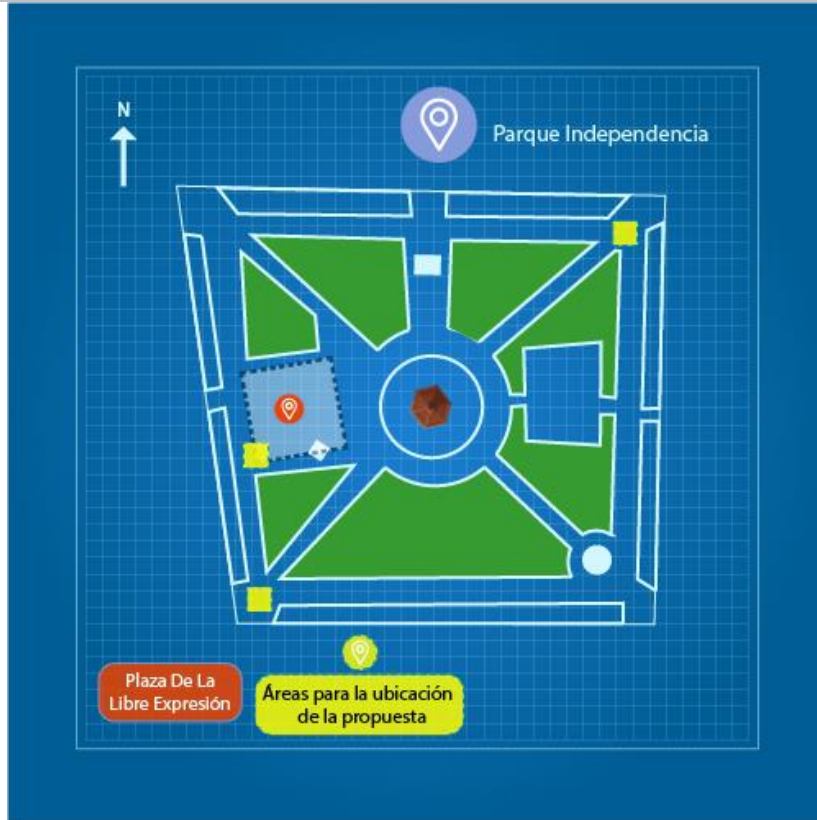 N
Parque Independencia
Plaza De La
Libre Expresión
Áreas para la ubicación
de la propuesta